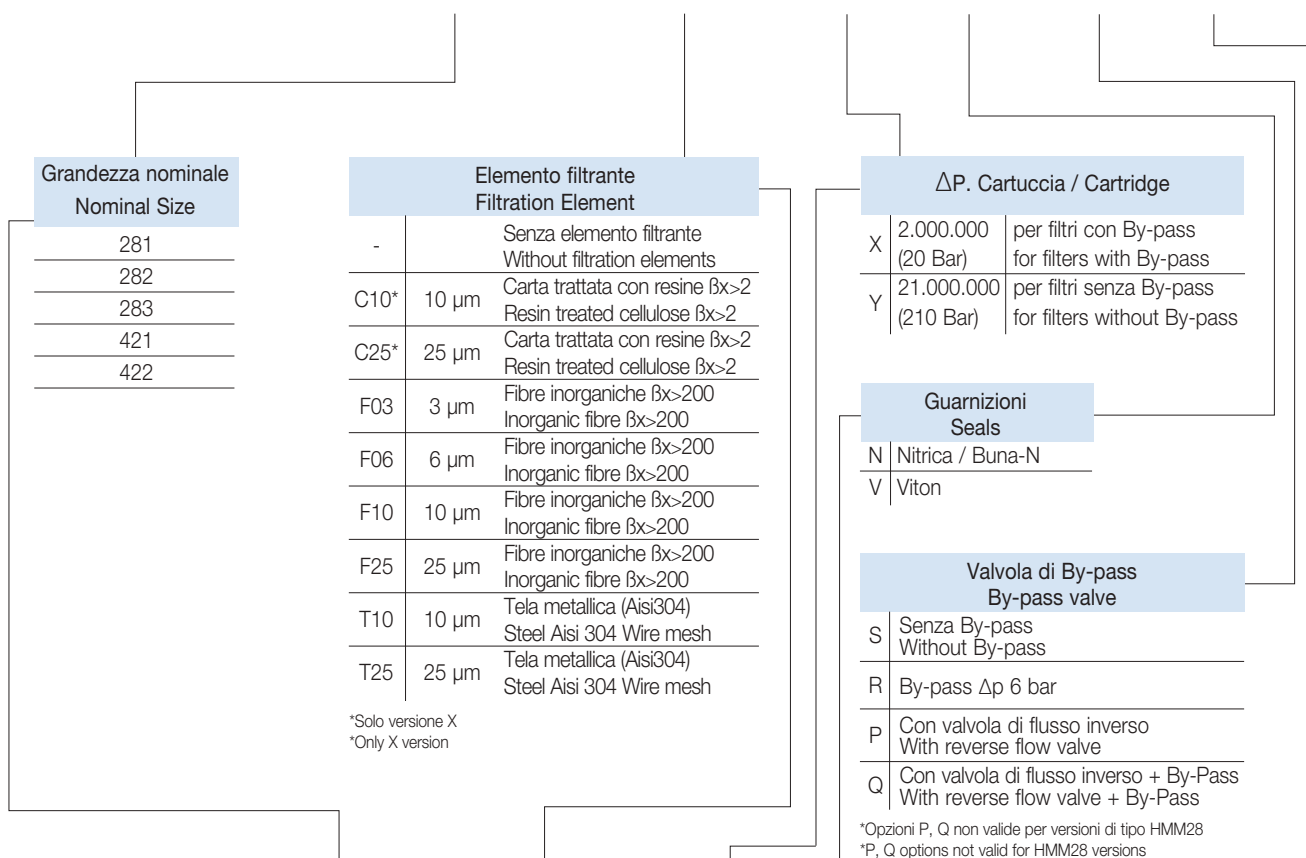 Grandezza nominale
Nominal Size
281
282
283
421
422
Elemento filtrante
Filtration Element
- Senza elemento filtrante
Without filtration elements
C10* 10 µm Carta trattata con resine ßx>2
Resin treated cellulose ßx>2
C25* 25 µm Carta trattata con resine ßx>2
Resin treated cellulose ßx>2
F03 3 µm Fibre inorganiche ßx>200
Inorganic fibre ßx>200
F06 6 µm Fibre inorganiche ßx>200
Inorganic fibre ßx>200
F10 10 µm Fibre inorganiche ßx>200
Inorganic fibre ßx>200
F25 25 µm Fibre inorganiche ßx>200
Inorganic fibre ßx>200
T10 10 µm Tela metallica (Aisi304)
Steel Aisi 304 Wire mesh
T25 25 µm Tela metallica (Aisi304)
Steel Aisi 304 Wire mesh
*Solo versione X
*Only X version
ΔP. Cartuccia / Cartridge
X 2.000.000 per filtri con By-pass
(20 Bar) for filters with By-pass
Y 21.000.000 per filtri senza By-pass
(210 Bar) for filters without By-pass
Guarnizioni
Seals
N Nitrica / Buna-N
V Viton
Valvola di By-pass
By-pass valve
S Senza By-pass
Without By-pass
R By-pass Δp 6 bar
P Con valvola di flusso inverso
With reverse flow valve
Q Con valvola di flusso inverso + By-Pass
With reverse flow valve + By-Pass
*Opzioni P, Q non valide per versioni di tipo HMM28
*P, Q options not valid for HMM28 versions